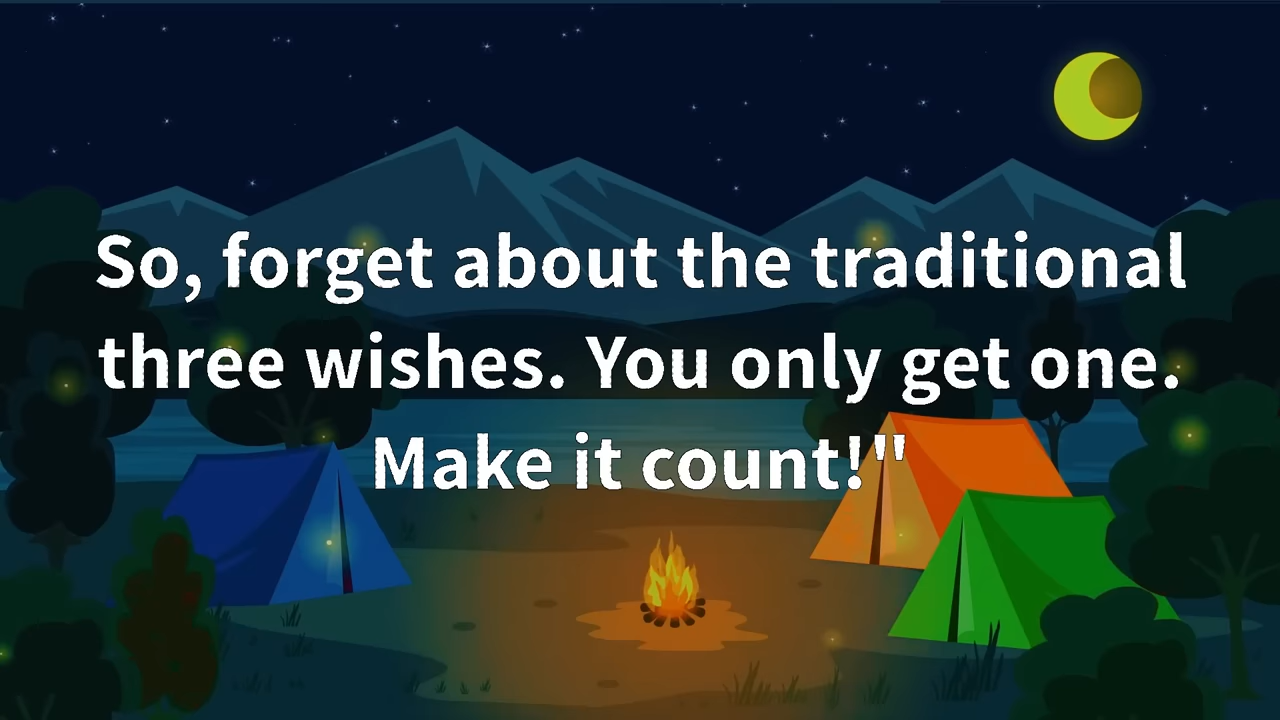 So, forget about the traditional
three wishes. You only get one.
Make it count!"